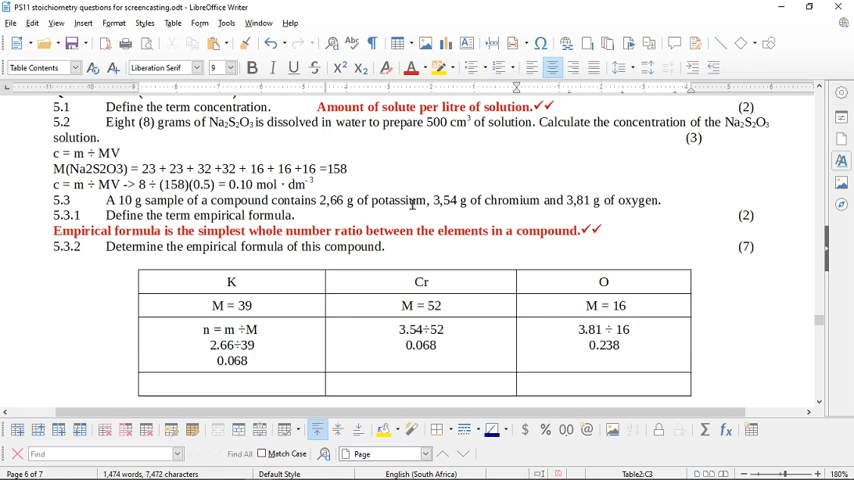 PS11 stoichiometry questions for screencasting.odt - LibreOffice Writer
File Edit View Insert Format Styles Table Form Tools Window Help
Table Contents Liberation Serif 9
5.1 Define the term concentration. Amount of solute per litre of solution.✓✓ (2)
5.2 Eight (8) grams of Na₂S₂O₃ is dissolved in water to prepare 500 cm³ of solution. Calculate the concentration of the Na₂S₂O₃
solution. (3)
c = m ÷ MV
M(Na2S2O3) = 23 + 23 + 32 +32 + 16 + 16 +16 =158
c = m ÷ MV -> 8 ÷ (158)(0.5) = 0.10 mol · dm⁻³
5.3 A 10 g sample of a compound contains 2,66 g of potassium, 3,54 g of chromium and 3,81 g of oxygen.
5.3.1 Define the term empirical formula. (2)
Empirical formula is the simplest whole number ratio between the elements in a compound.✓✓
5.3.2 Determine the empirical formula of this compound. (7)
K Cr O
M = 39 M = 52 M = 16
n = m ÷M 3.54÷52 3.81 ÷ 16
2.66÷39 0.068 0.238
0.068
Find Find All Match Case Page
Page 6 of 7 1,474 words, 7,472 characters Default Style English (South Africa) Table2:C3 180%